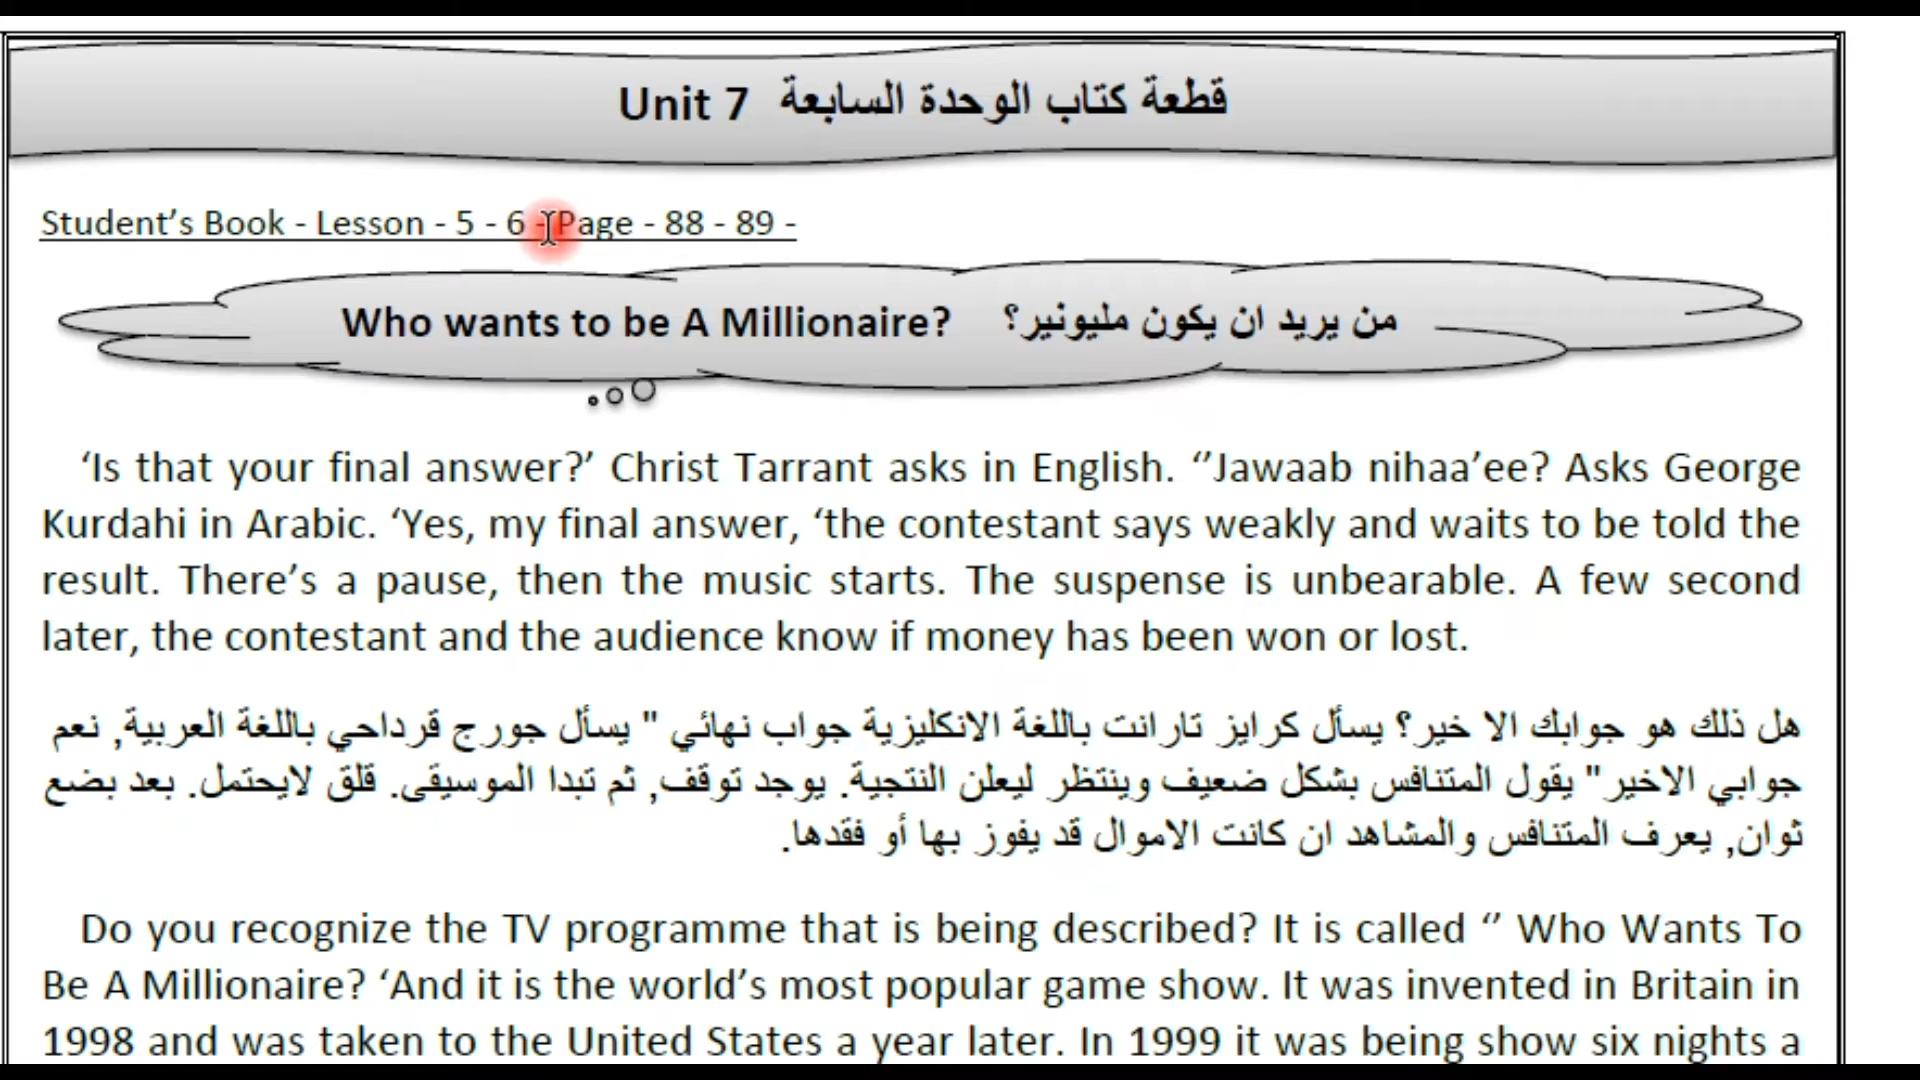 Unit 7 قطعة كتاب الوحدة السابعة
Student’s Book - Lesson - 5 - 6 - Page - 88 - 89 -
Who wants to be A Millionaire? من يريد ان يكون مليونير؟
‘Is that your final answer?’ Christ Tarrant asks in English. ‘’Jawaab nihaa’ee? Asks George
Kurdahi in Arabic. ‘Yes, my final answer, ‘the contestant says weakly and waits to be told the
result. There’s a pause, then the music starts. The suspense is unbearable. A few second
later, the contestant and the audience know if money has been won or lost.
هل ذلك هو جوابك الا خير؟ يسأل كرايز تارانت باللغة الانكليزية جواب نهائي " يسأل جورج قرداحي باللغة العربية, نعم
جوابي الاخير" يقول المتنافس بشكل ضعيف وينتظر ليعلن النتجية. يوجد توقف, ثم تبدا الموسيقى. قلق لايحتمل. بعد بضع
ثوان, يعرف المتنافس والمشاهد ان كانت الاموال قد يفوز بها أو فقدها.
Do you recognize the TV programme that is being described? It is called ‘’ Who Wants To
Be A Millionaire? ‘And it is the world’s most popular game show. It was invented in Britain in
1998 and was taken to the United States a year later. In 1999 it was being show six nights a